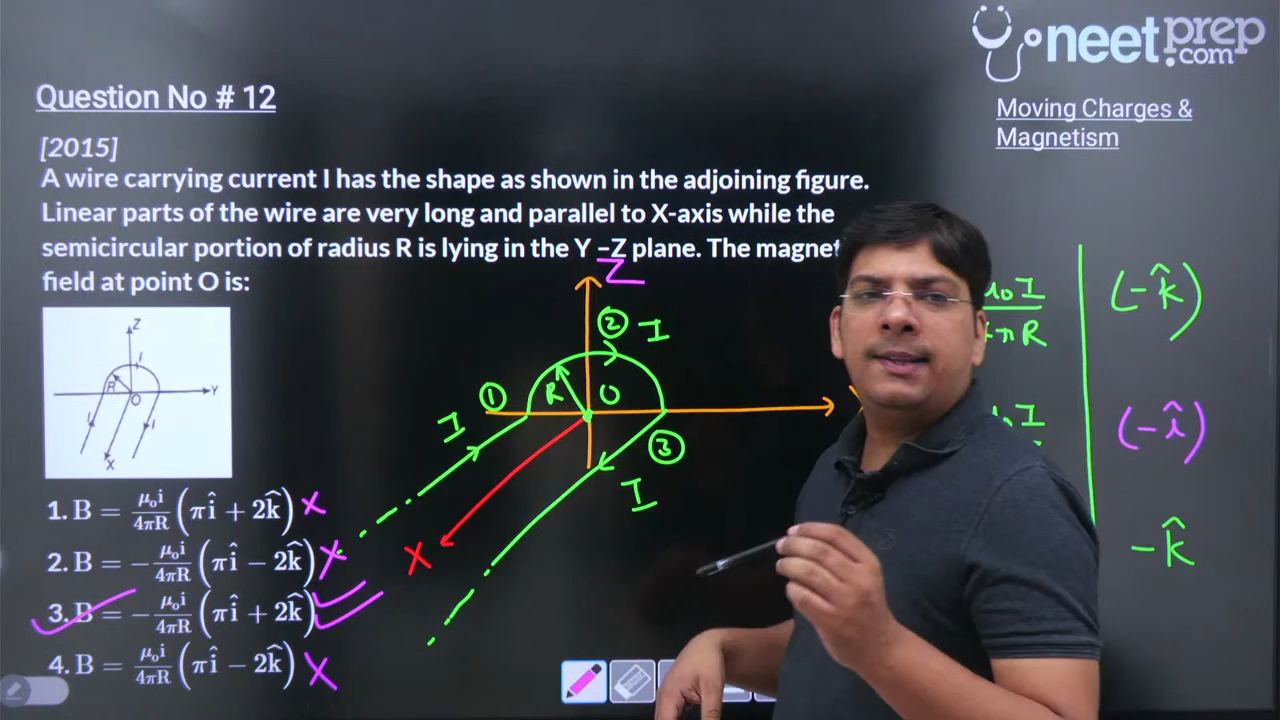 neetprep
.com
Question No # 12
Moving Charges &
Magnetism
[2015]
A wire carrying current I has the shape as shown in the adjoining figure.
Linear parts of the wire are very long and parallel to X-axis while the
semicircular portion of radius R is lying in the Y –Z plane. The magnet
field at point O is:
Z
I
R
O
Y
I
I
X
Z
② I
① R O
I
③
I
X
μ₀I
πR
(-k̂)
μ₀I
(-î)
-k̂
1. B = μ₀i/4πR (πî + 2k̂) X
2. B = −μ₀i/4πR (πî − 2k̂) X
3. B = −μ₀i/4πR (πî + 2k̂)
4. B = μ₀i/4πR (πî − 2k̂) X